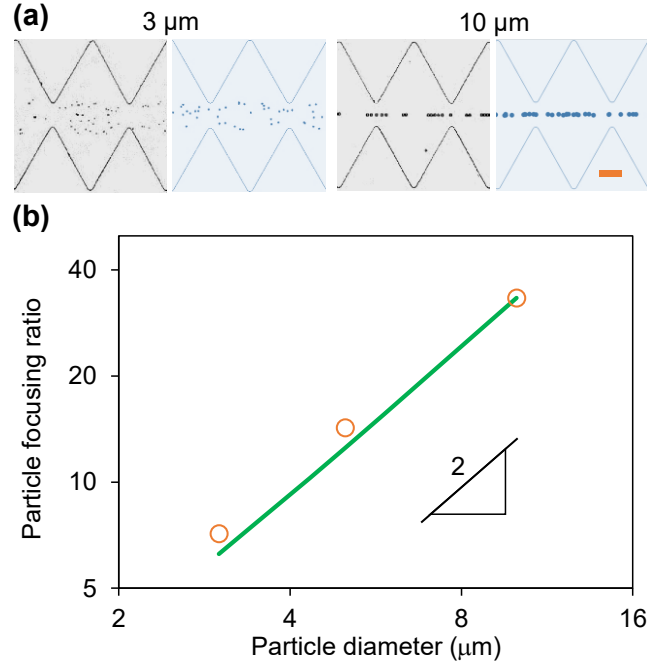 (a)
3 μm
10 μm
(b)
Particle focusing ratio
40
20
10
5
2
2
4
8
16
Particle diameter (μm)